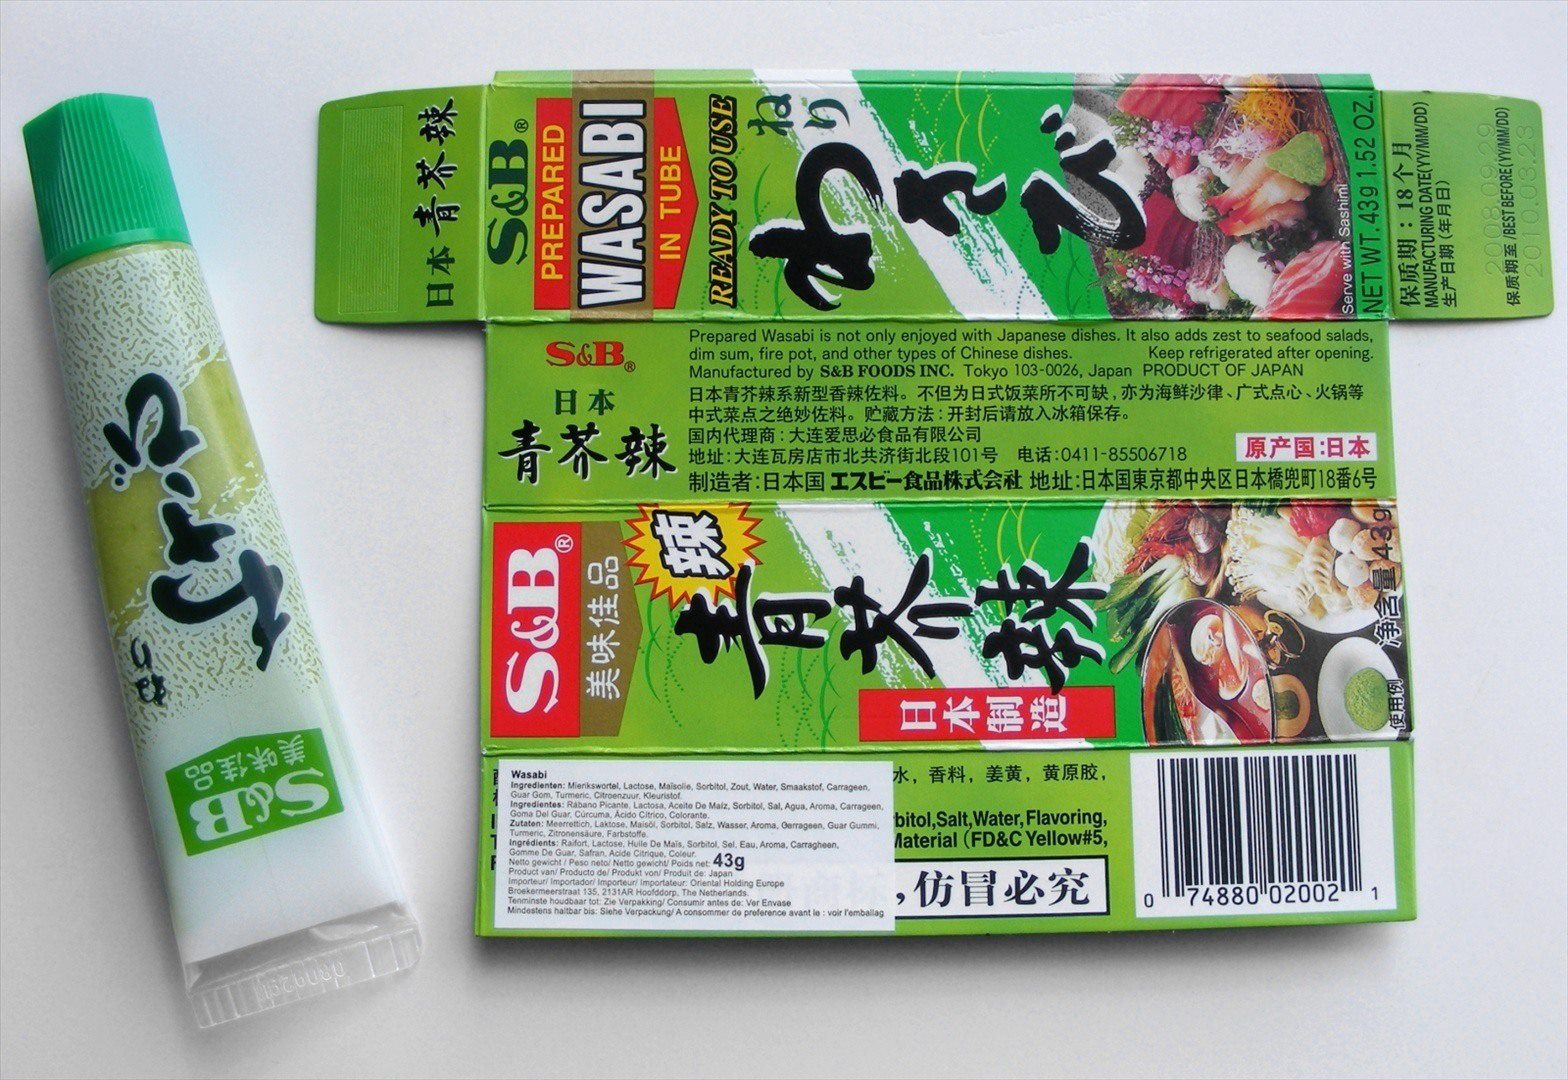 日本 青芥辣
S&B®
PREPARED
WASABI
IN TUBE
READY TO USE
ねり
わさび
Serve with Sashimi
NET WT. 43g 1.52 OZ.
保质期:18个月
MANUFACTURING DATE(YY/MM/DD)
生产日期(年月日)
2008.09.29
保质期至/BEST BEFORE(YY/MM/DD)
2010.03.28
S&B®
日本
青芥辣
Prepared Wasabi is not only enjoyed with Japanese dishes. It also adds zest to seafood salads,
dim sum, fire pot, and other types of Chinese dishes. Keep refrigerated after opening.
Manufactured by S&B FOODS INC. Tokyo 103-0026, Japan PRODUCT OF JAPAN
日本青芥辣系新型香辣佐料。不但为日式饭菜所不可缺,亦为海鲜沙律、广式点心、火锅等
中式菜点之绝妙佐料。贮藏方法:开封后请放入冰箱保存。
国内代理商:大连爱思必食品有限公司
地址:大连瓦房店市北共济街北段101号 电话:0411-85506718
原产国:日本
制造者:日本国 エスビー食品株式会社 地址:日本国東京都中央区日本橋兜町18番6号
S&B®
美味佳品
辣
青芥辣
日本制造
净含量43g
使用例
水,香料,姜黄,黄原胶,
bitol,Salt,Water,Flavoring,
Material (FD&C Yellow#5,
,仿冒必究
0 74880 02002 1
Wasabi
Ingredienten: Mierikswortel, Lactose, Maïsolie, Sorbitol, Zout, Water, Smaakstof, Carrageen,
Guar Gom, Turmeric, Citroenzuur, Kleurstof.
Ingredientes: Rábano Picante, Lactosa, Aceite De Maíz, Sorbitol, Sal, Agua, Aroma, Carrageen,
Goma Del Guar, Cúrcuma, Ácido Cítrico, Colorante.
Zutaten: Meerrettich, Laktose, Maisöl, Sorbitol, Salz, Wasser, Aroma, Gerrageen, Guar Gummi,
Turmeric, Zitronensäure, Farbstoffe.
Ingrédients: Raifort, Lactose, Huile De Maïs, Sorbitol, Sel, Eau, Aroma, Carragheen,
Gomme De Guar, Safran, Acide Citrique, Coleur.
Netto gewicht / Peso neto/ Netto gewicht/ Poids net: 43g
Product van/ Producto de/ Produkt von/ Produit de: Japan
Importeur/ Importador/ Importeur/ Importateur: Oriental Holding Europe
Broekermeerstraat 135, 2131AR Hoofddorp, The Netherlands.
Tenminste houdbaar tot: Zie Verpakking/ Consumir antes de: Ver Envase
Mindestens haltbar bis: Siehe Verpackung/ A consommer de preference avant le : voir l'emballag
わさび
ねり
S&B
美味佳品